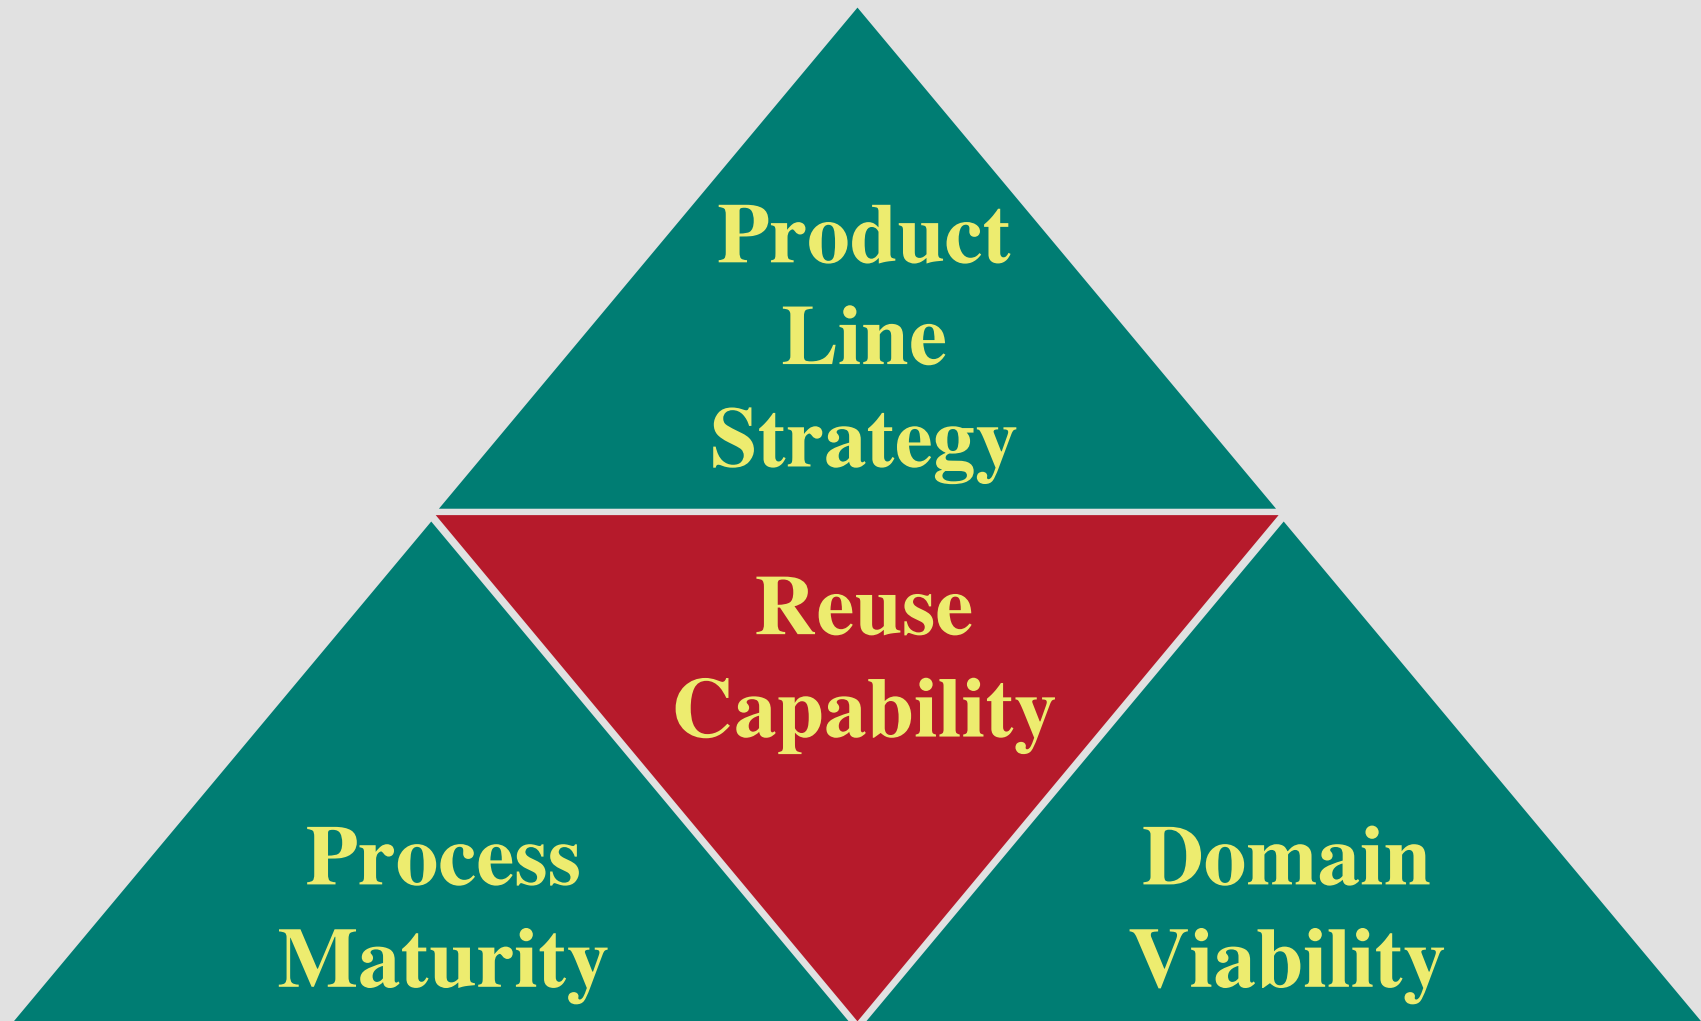 Product
Line
Strategy
Reuse
Capability
Process
Maturity
Domain
Viability